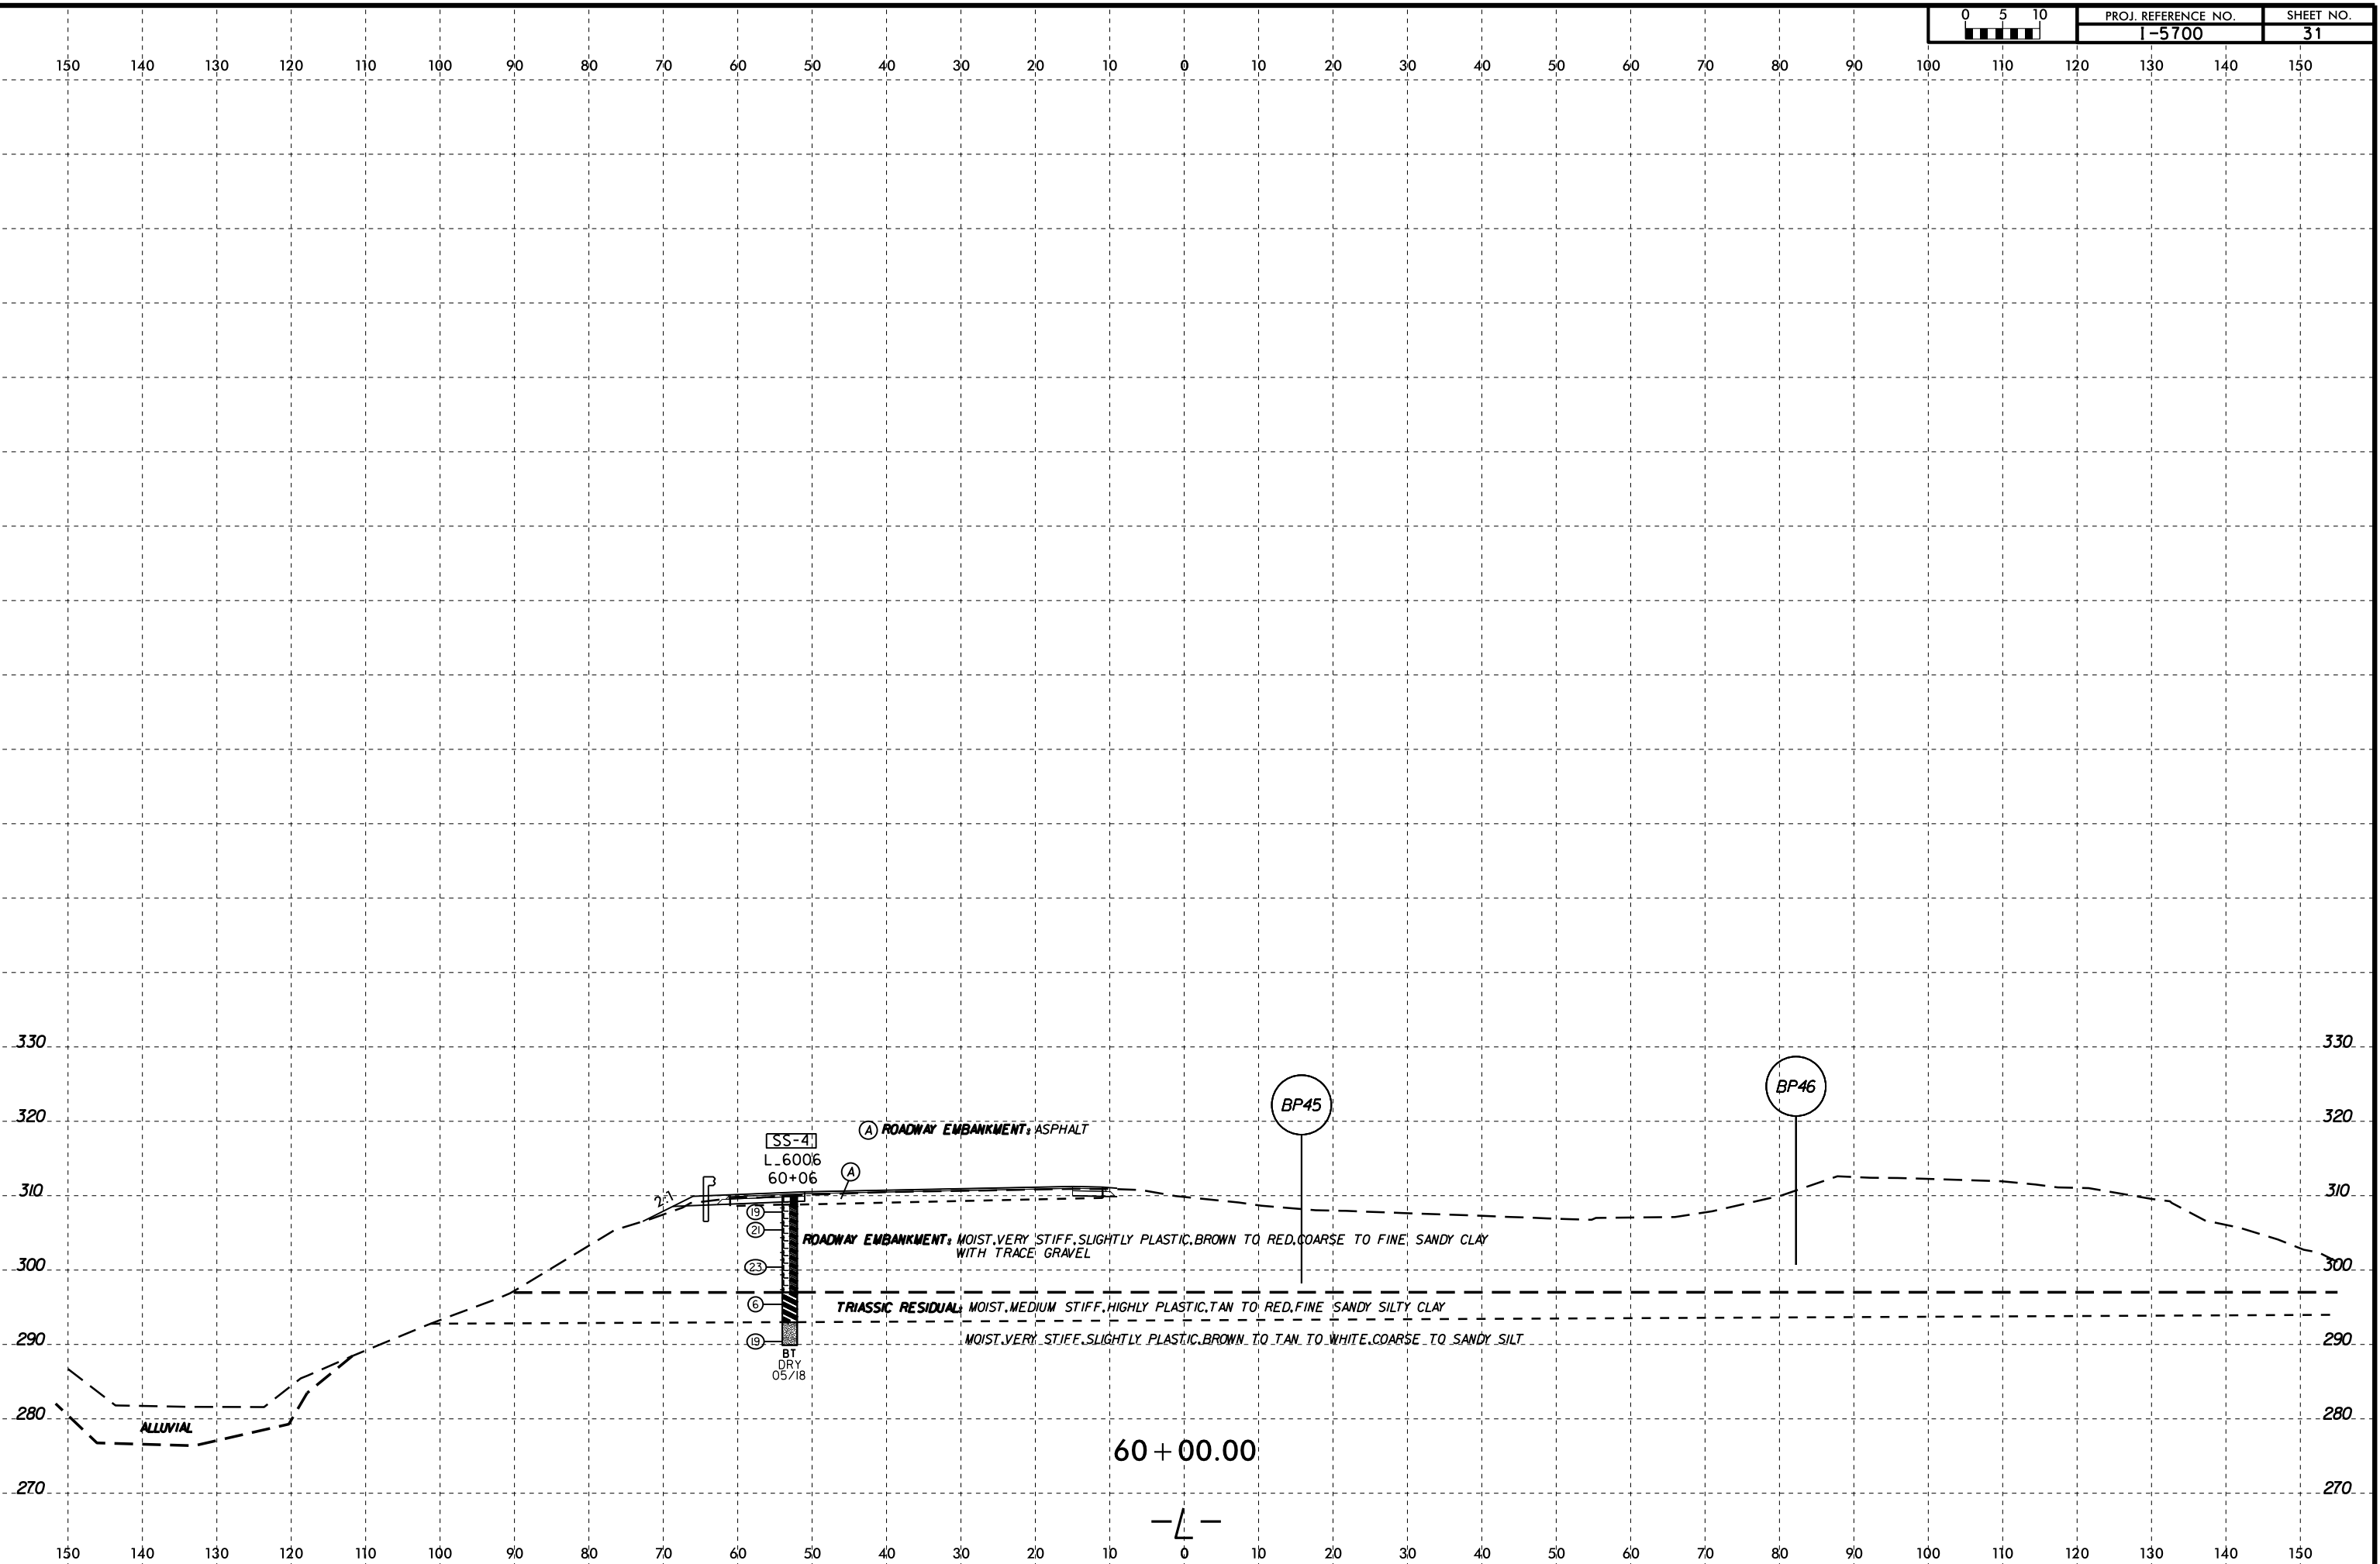 0 5 10
PROJ. REFERENCE NO.
SHEET NO.
I-5700
31
150 140 130 120 110 100 90 80 70 60 50 40 30 20 10 0 10 20 30 40 50 60 70 80 90 100 110 120 130 140 150
330 330
BP46
BP45
320 320
Ⓐ ROADWAY EMBANKMENT: ASPHALT
SS-4
L_6006
60+06
A
2:1
310 310
19
21
ROADWAY EMBANKMENT: MOIST,VERY STIFF,SLIGHTLY PLASTIC,BROWN TO RED,COARSE TO FINE SANDY CLAY
WITH TRACE GRAVEL
300 300
23
6
TRIASSIC RESIDUAL: MOIST,MEDIUM STIFF,HIGHLY PLASTIC,TAN TO RED,FINE SANDY SILTY CLAY
290 290
19
MOIST,VERY STIFF,SLIGHTLY PLASTIC,BROWN TO TAN TO WHITE,COARSE TO SANDY SILT
BT
DRY
05/18
280 280
ALLUVIAL
60+00.00
270 270
-L-
150 140 130 120 110 100 90 80 70 60 50 40 30 20 10 0 10 20 30 40 50 60 70 80 90 100 110 120 130 140 150